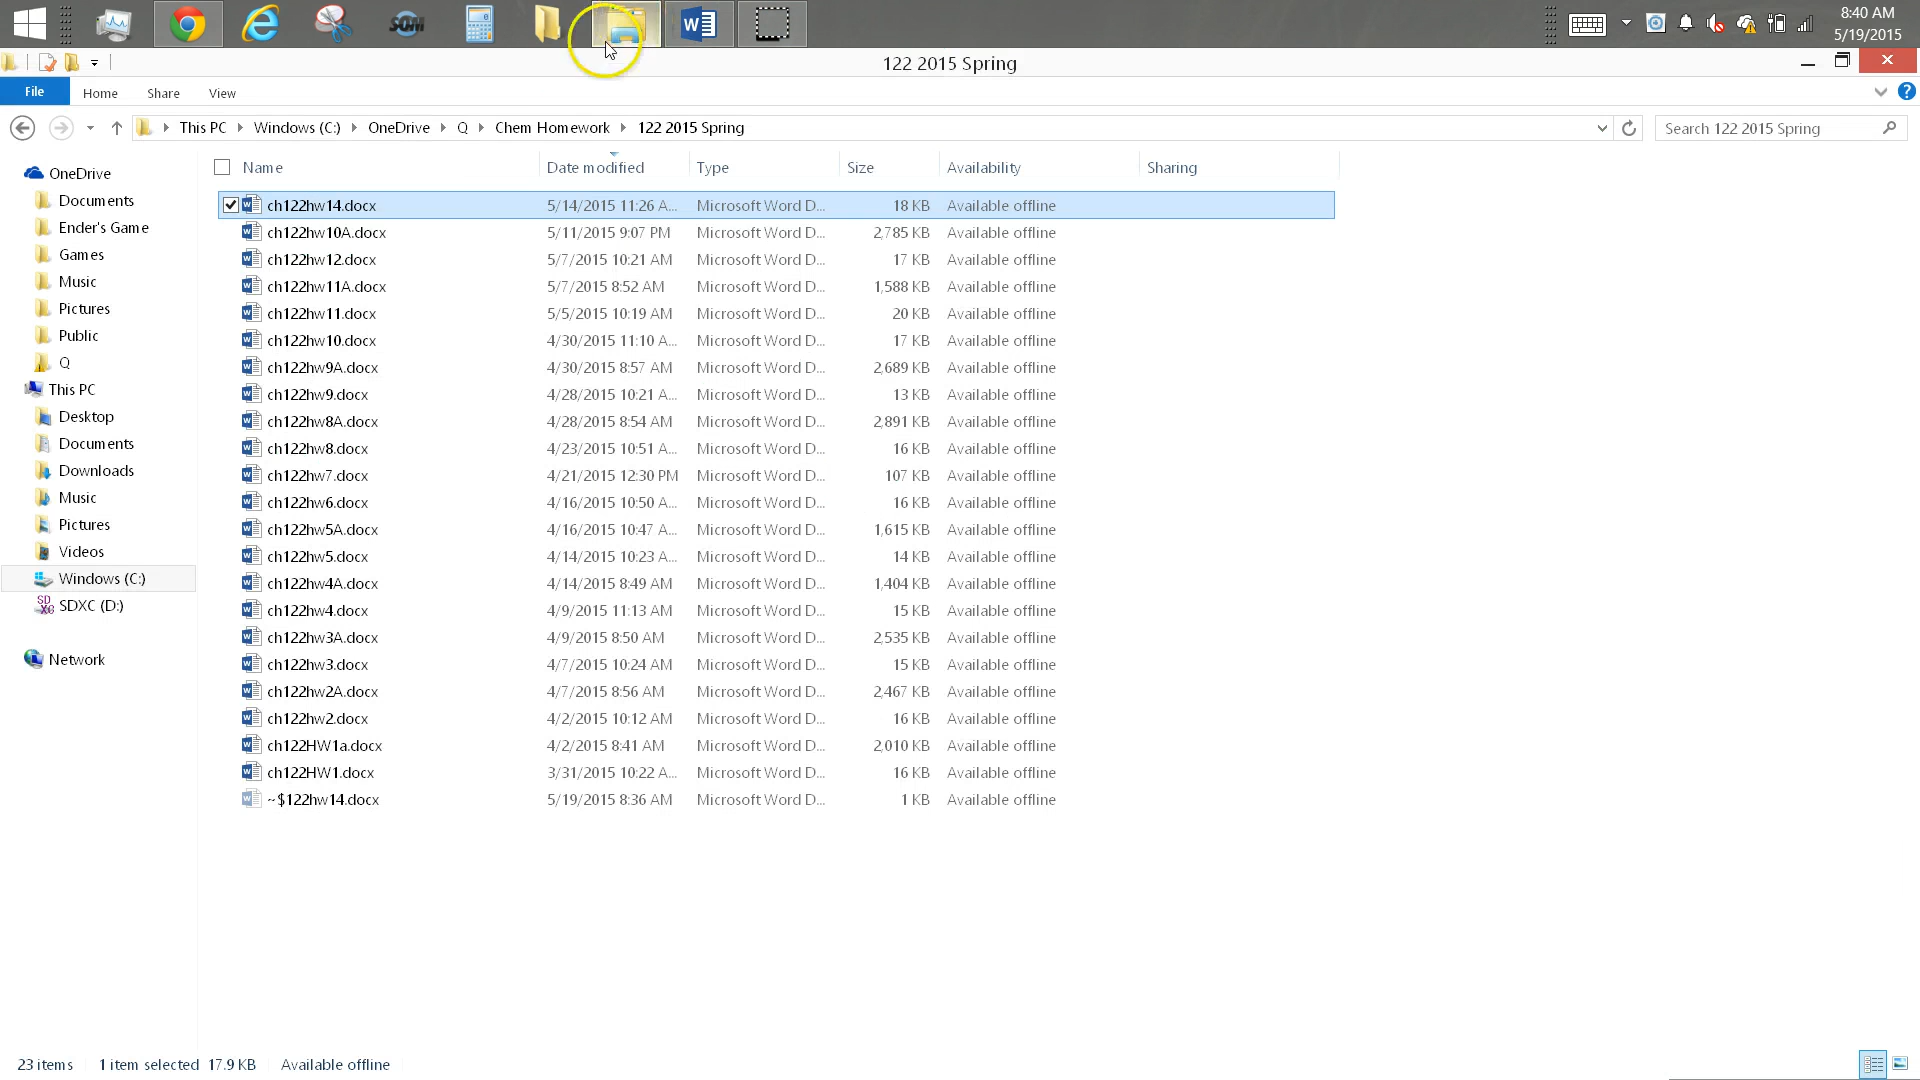 SQM
8:40 AM
5/19/2015
122 2015 Spring
File Home Share View
This PC Windows (C:) OneDrive Q Chem Homework 122 2015 Spring
Search 122 2015 Spring
Name Date modified Type Size Availability Sharing
OneDrive
Documents
Ender's Game
Games
Music
Pictures
Public
Q
This PC
Desktop
Documents
Downloads
Music
Pictures
Videos
Windows (C:)
SDXC (D:)
Network
ch122hw14.docx 5/14/2015 11:26 A... Microsoft Word D... 18 KB Available offline
ch122hw10A.docx 5/11/2015 9:07 PM Microsoft Word D... 2,785 KB Available offline
ch122hw12.docx 5/7/2015 10:21 AM Microsoft Word D... 17 KB Available offline
ch122hw11A.docx 5/7/2015 8:52 AM Microsoft Word D... 1,588 KB Available offline
ch122hw11.docx 5/5/2015 10:19 AM Microsoft Word D... 20 KB Available offline
ch122hw10.docx 4/30/2015 11:10 A... Microsoft Word D... 17 KB Available offline
ch122hw9A.docx 4/30/2015 8:57 AM Microsoft Word D... 2,689 KB Available offline
ch122hw9.docx 4/28/2015 10:21 A... Microsoft Word D... 13 KB Available offline
ch122hw8A.docx 4/28/2015 8:54 AM Microsoft Word D... 2,891 KB Available offline
ch122hw8.docx 4/23/2015 10:51 A... Microsoft Word D... 16 KB Available offline
ch122hw7.docx 4/21/2015 12:30 PM Microsoft Word D... 107 KB Available offline
ch122hw6.docx 4/16/2015 10:50 A... Microsoft Word D... 16 KB Available offline
ch122hw5A.docx 4/16/2015 10:47 A... Microsoft Word D... 1,615 KB Available offline
ch122hw5.docx 4/14/2015 10:23 A... Microsoft Word D... 14 KB Available offline
ch122hw4A.docx 4/14/2015 8:49 AM Microsoft Word D... 1,404 KB Available offline
ch122hw4.docx 4/9/2015 11:13 AM Microsoft Word D... 15 KB Available offline
ch122hw3A.docx 4/9/2015 8:50 AM Microsoft Word D... 2,535 KB Available offline
ch122hw3.docx 4/7/2015 10:24 AM Microsoft Word D... 15 KB Available offline
ch122hw2A.docx 4/7/2015 8:56 AM Microsoft Word D... 2,467 KB Available offline
ch122hw2.docx 4/2/2015 10:12 AM Microsoft Word D... 16 KB Available offline
ch122HW1a.docx 4/2/2015 8:41 AM Microsoft Word D... 2,010 KB Available offline
ch122HW1.docx 3/31/2015 10:22 A... Microsoft Word D... 16 KB Available offline
~$122hw14.docx 5/19/2015 8:36 AM Microsoft Word D... 1 KB Available offline
23 items 1 item selected 17.9 KB Available offline